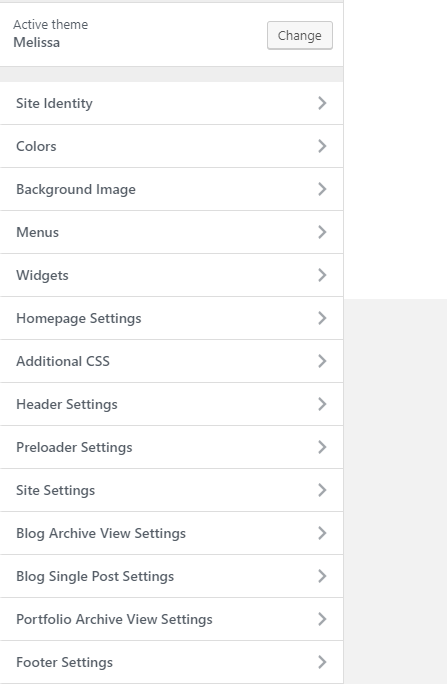 Active theme
Melissa
Change
Site Identity
Colors
Background Image
Menus
Widgets
Homepage Settings
Additional CSS
Header Settings
Preloader Settings
Site Settings
Blog Archive View Settings
Blog Single Post Settings
Portfolio Archive View Settings
Footer Settings